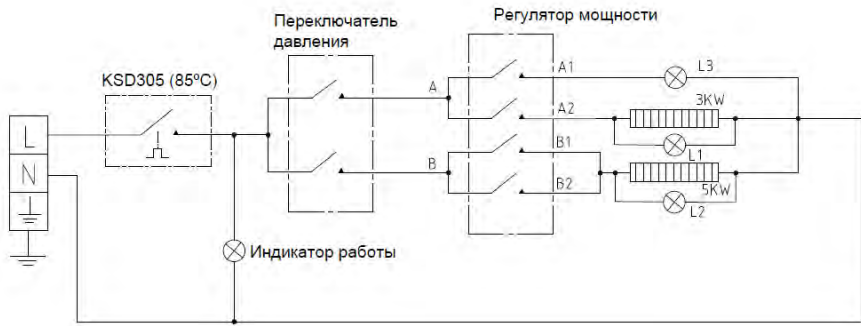 Переключатель
давления
Регулятор мощности
KSD305 (85ºC)
A
A1
L3
A2
3KW
L
B1
L1
N
B
B2
5KW
L2
Индикатор работы